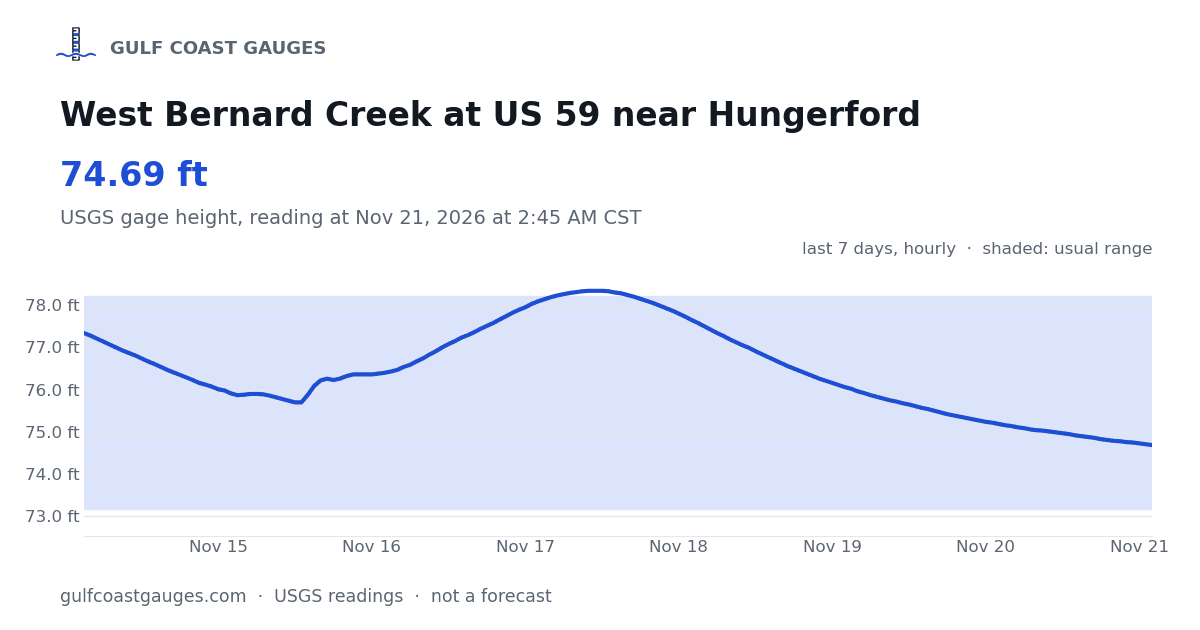 GULF COAST GAUGES
West Bernard Creek at US 59 near Hungerford
74.69 ft
USGS gage height, reading at Nov 21, 2026 at 2:45 AM CST
last 7 days, hourly · shaded: usual range
78.0 ft
77.0 ft
76.0 ft
75.0 ft
74.0 ft
73.0 ft
Nov 15 Nov 16 Nov 17 Nov 18 Nov 19 Nov 20 Nov 21
gulfcoastgauges.com · USGS readings · not a forecast